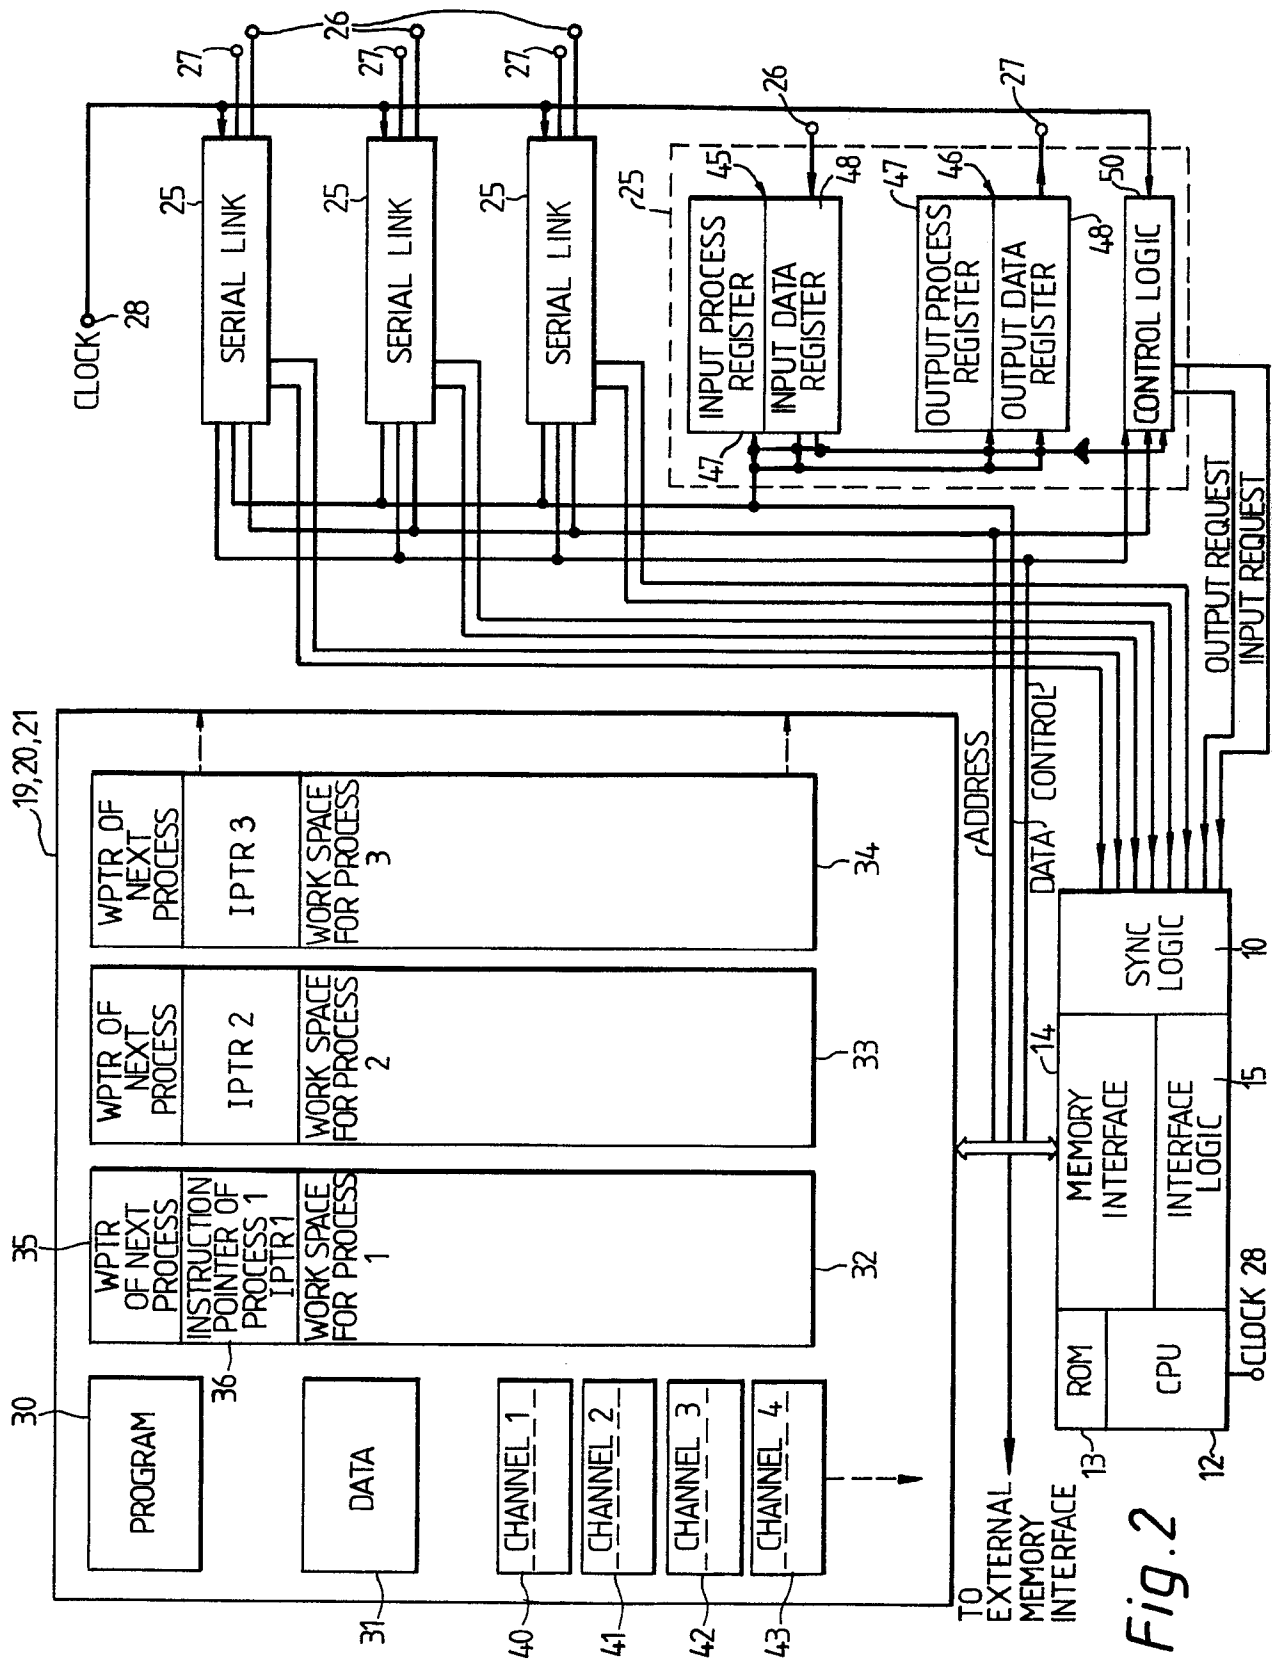 19,20,21
30
PROGRAM
31
DATA
40
CHANNEL 1
41
CHANNEL 2
42
CHANNEL 3
43
CHANNEL 4
35
WPTR
OF NEXT
PROCESS
INSTRUCTION
POINTER OF
PROCESS 1
IPTR1
36
WORK SPACE
FOR PROCESS
1
32
WPTR OF
NEXT
PROCESS
IPTR 2
WORK SPACE
FOR PROCESS
2
33
WPTR OF
NEXT
PROCESS
IPTR 3
WORK SPACE
FOR PROCESS
3
34
CLOCK
28
25
SERIAL LINK
27
26
25
SERIAL LINK
27
25
SERIAL LINK
27
25
INPUT PROCESS
REGISTER
INPUT DATA
REGISTER
47
45
48
26
OUTPUT PROCESS
REGISTER
OUTPUT DATA
REGISTER
47
46
48
27
CONTROL LOGIC
50
OUTPUT REQUEST
INPUT REQUEST
ADDRESS
DATA
CONTROL
TO
EXTERNAL
MEMORY
INTERFACE
13
ROM
CPU
12
CLOCK 28
14
MEMORY
INTERFACE
INTERFACE
LOGIC
15
SYNC
LOGIC
10
Fig.2